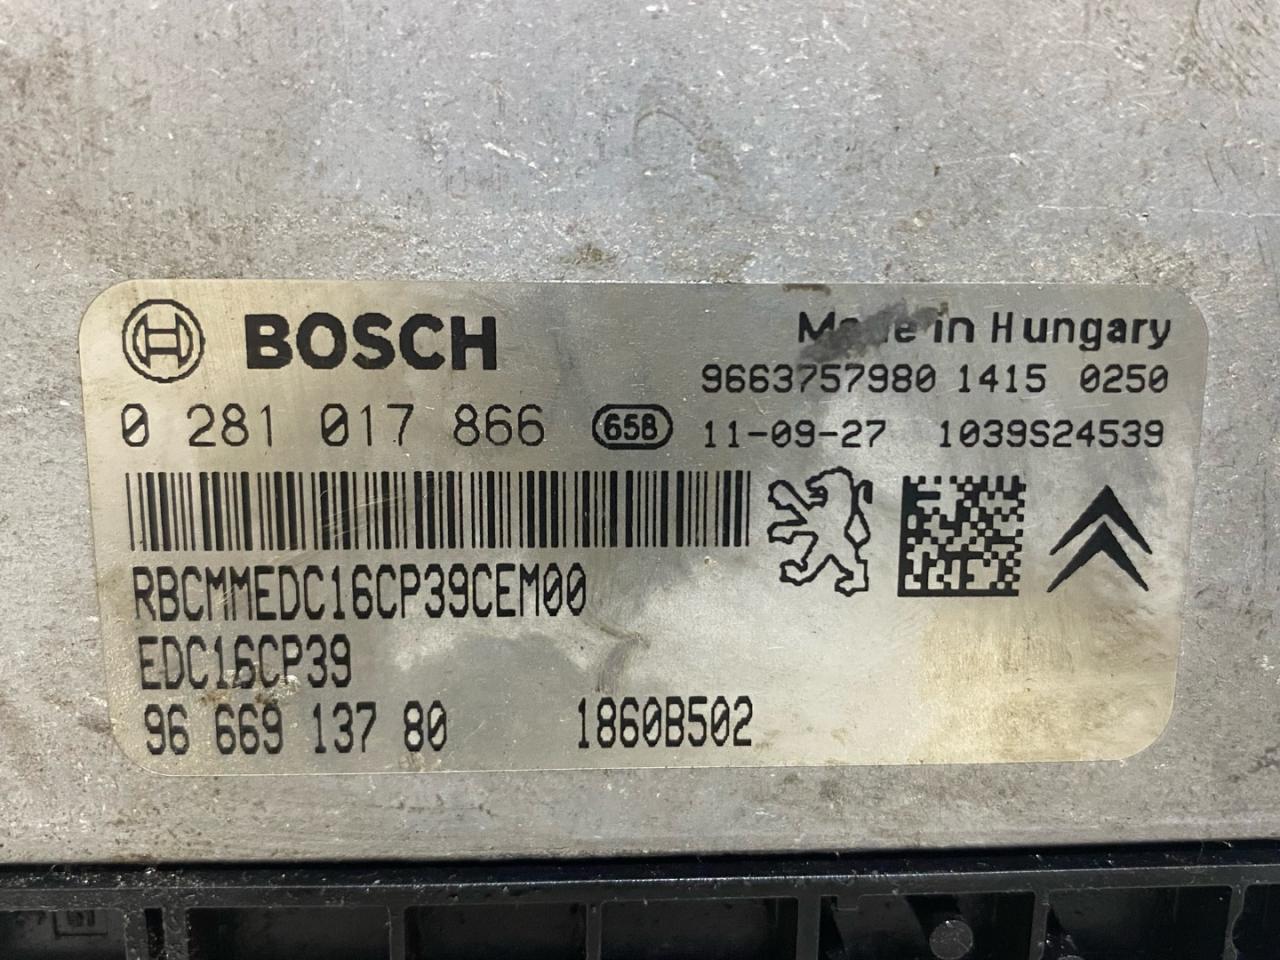 BOSCH
Made in Hungary
9663757980 1415 0250
0 281 017 866 65B 11-09-27 1039S24539
RBCMMEDC16CP39CEM00
EDC16CP39
96 669 137 80 1860B502